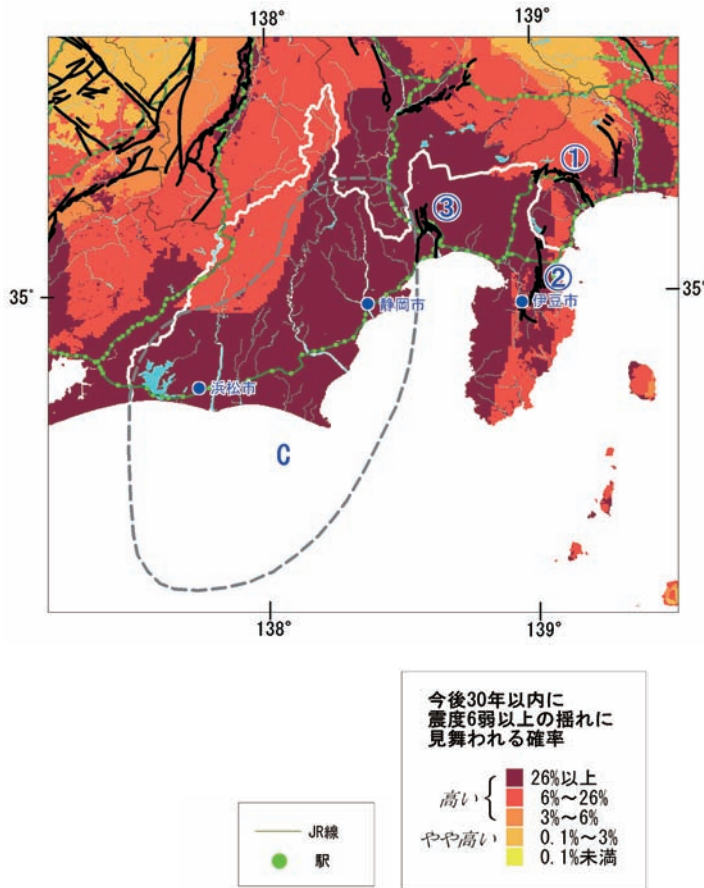 138°
139°
①
③
②
35°
35°
静岡市
伊豆市
浜松市
C
138°
139°
今後30年以内に
震度6弱以上の揺れに
見舞われる確率
高い
やや高い
26%以上
6%～26%
3%～6%
0.1%～3%
0.1%未満
JR線
駅